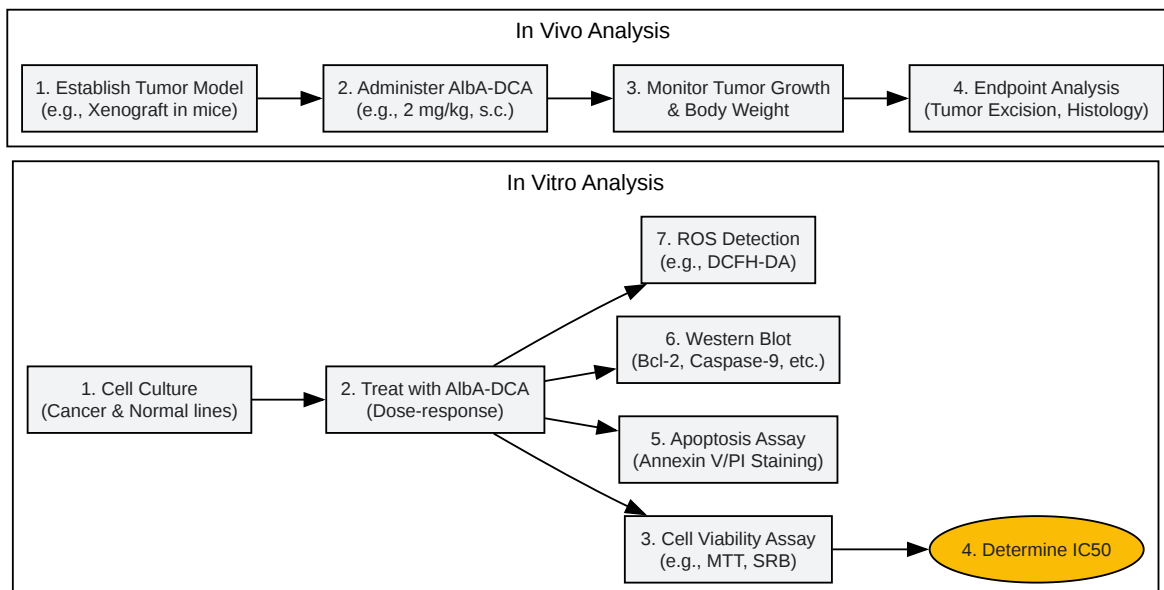 In Vivo Analysis
1. Establish Tumor Model
(e.g., Xenograft in mice)
2. Administer AlbA-DCA
(e.g., 2 mg/kg, s.c.)
3. Monitor Tumor Growth
& Body Weight
4. Endpoint Analysis
(Tumor Excision, Histology)
In Vitro Analysis
1. Cell Culture
(Cancer & Normal lines)
2. Treat with AlbA-DCA
(Dose-response)
7. ROS Detection
(e.g., DCFH-DA)
6. Western Blot
(Bcl-2, Caspase-9, etc.)
5. Apoptosis Assay
(Annexin V/PI Staining)
3. Cell Viability Assay
(e.g., MTT, SRB)
4. Determine IC50